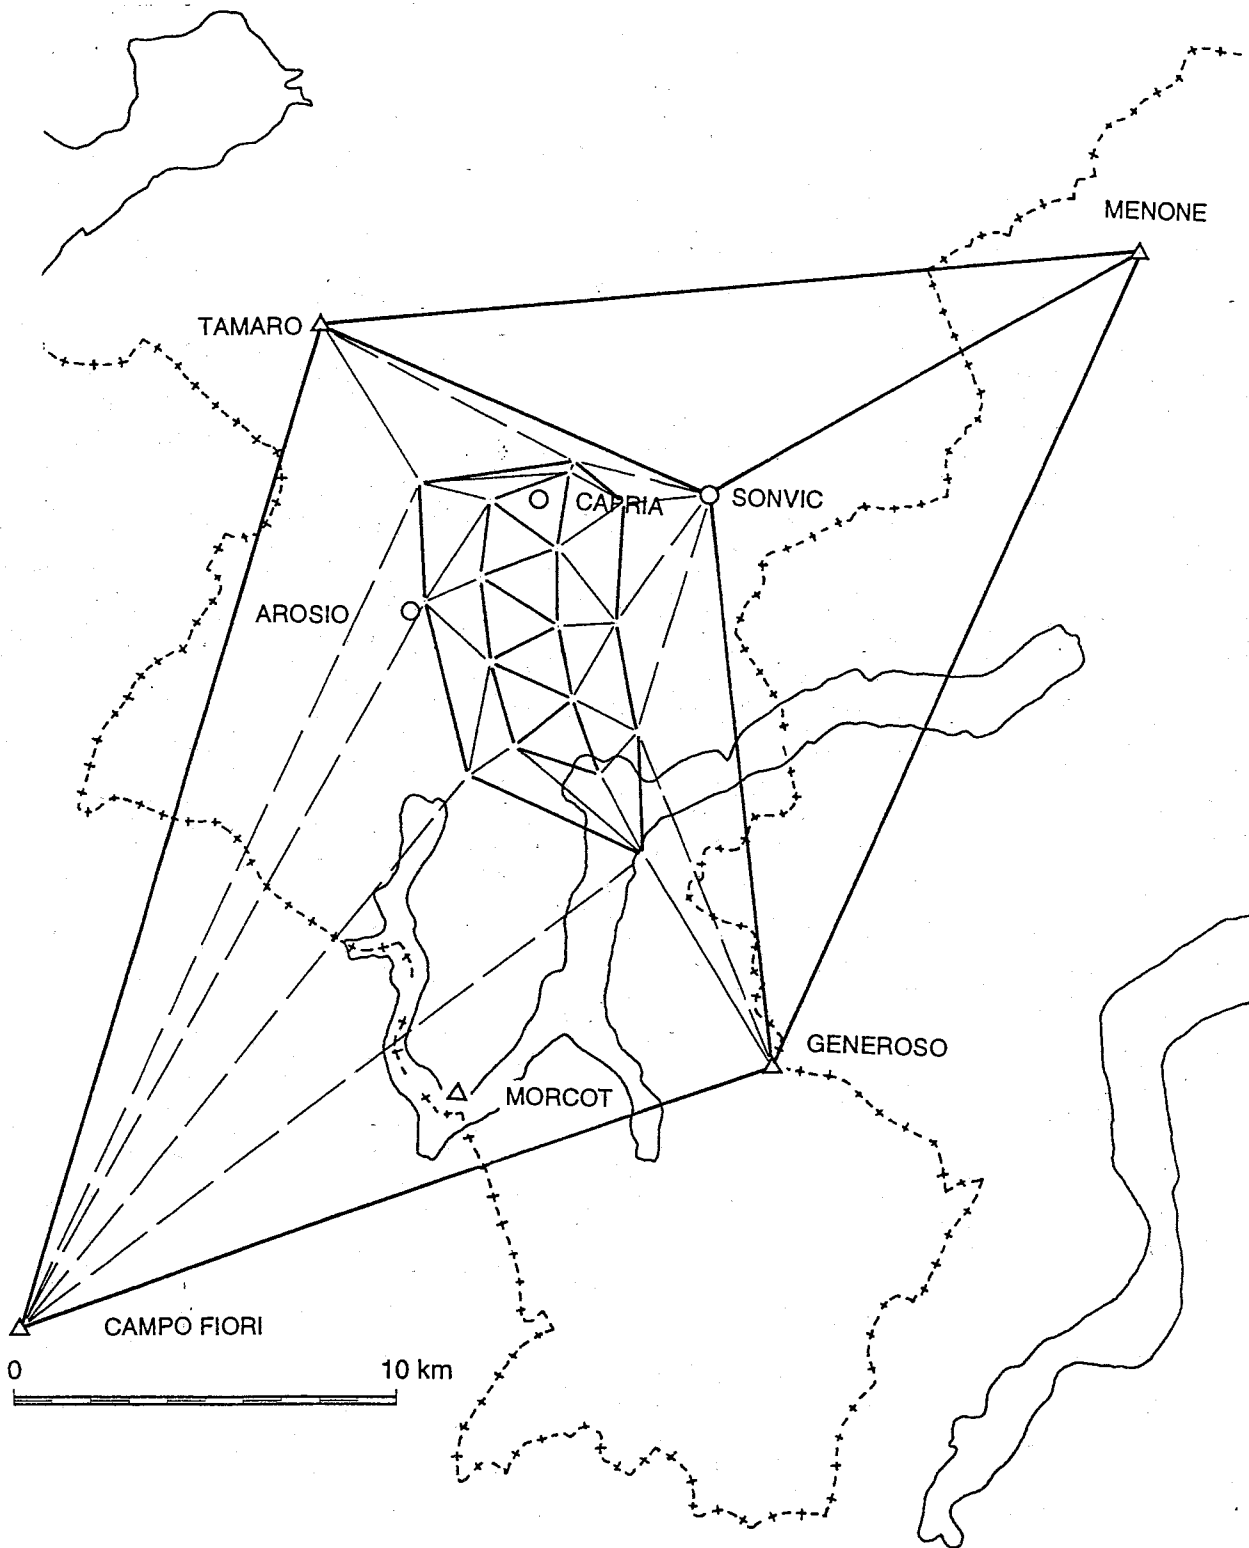 MENONE
TAMARO
CAPRIA
SONVIC
AROSIO
GENEROSO
MORCOT
CAMPO FIORI
0 10 km